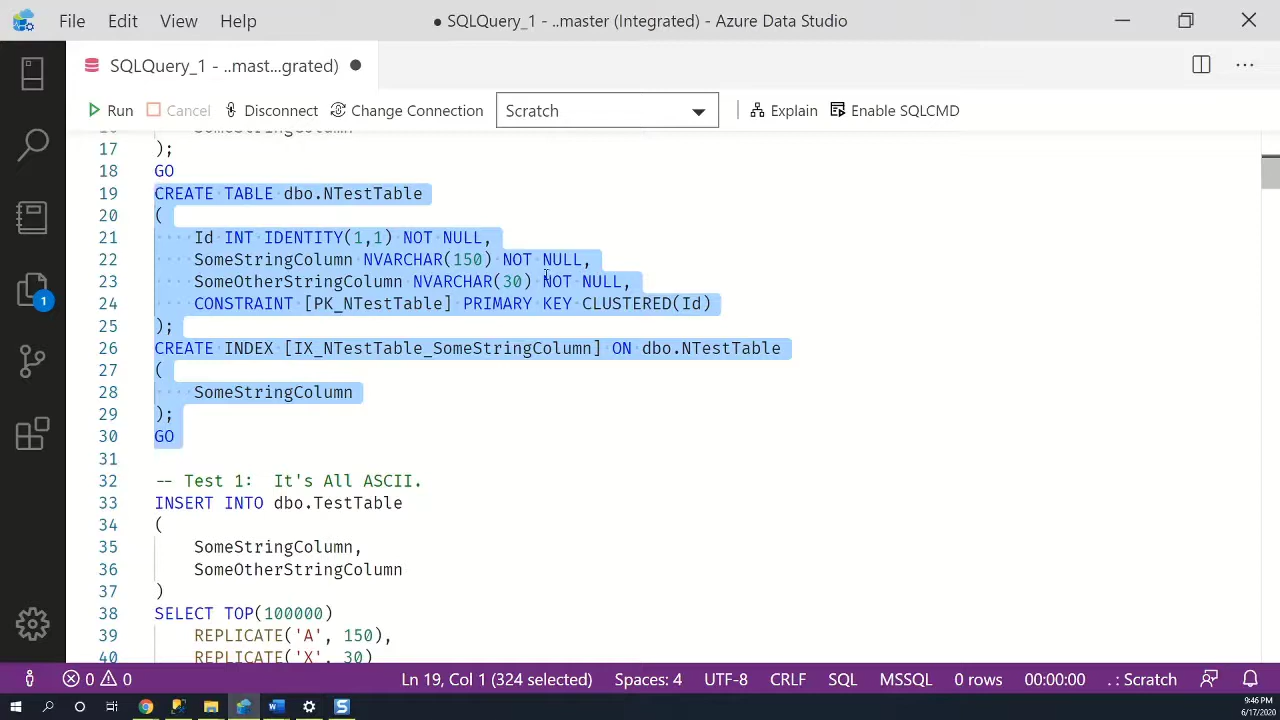 File Edit View Help
● SQLQuery_1 - ..master (Integrated) - Azure Data Studio
SQLQuery_1 - ..mast...grated) ●
Run Cancel Disconnect Change Connection Scratch Explain Enable SQLCMD
16 SomeStringColumn
17 );
18 GO
19 CREATE TABLE dbo.NTestTable
20 (
21 Id INT IDENTITY(1,1) NOT NULL,
22 SomeStringColumn NVARCHAR(150) NOT NULL,
23 SomeOtherStringColumn NVARCHAR(30) NOT NULL,
24 CONSTRAINT [PK_NTestTable] PRIMARY KEY CLUSTERED(Id)
25 );
26 CREATE INDEX [IX_NTestTable_SomeStringColumn] ON dbo.NTestTable
27 (
28 SomeStringColumn
29 );
30 GO
31
32 -- Test 1: It's All ASCII.
33 INSERT INTO dbo.TestTable
34 (
35 SomeStringColumn,
36 SomeOtherStringColumn
37 )
38 SELECT TOP(100000)
39 REPLICATE('A', 150),
40 REPLICATE('X', 30)
1
0 0 Ln 19, Col 1 (324 selected) Spaces: 4 UTF-8 CRLF SQL MSSQL 0 rows 00:00:00 . : Scratch
9:46 PM
6/17/2020